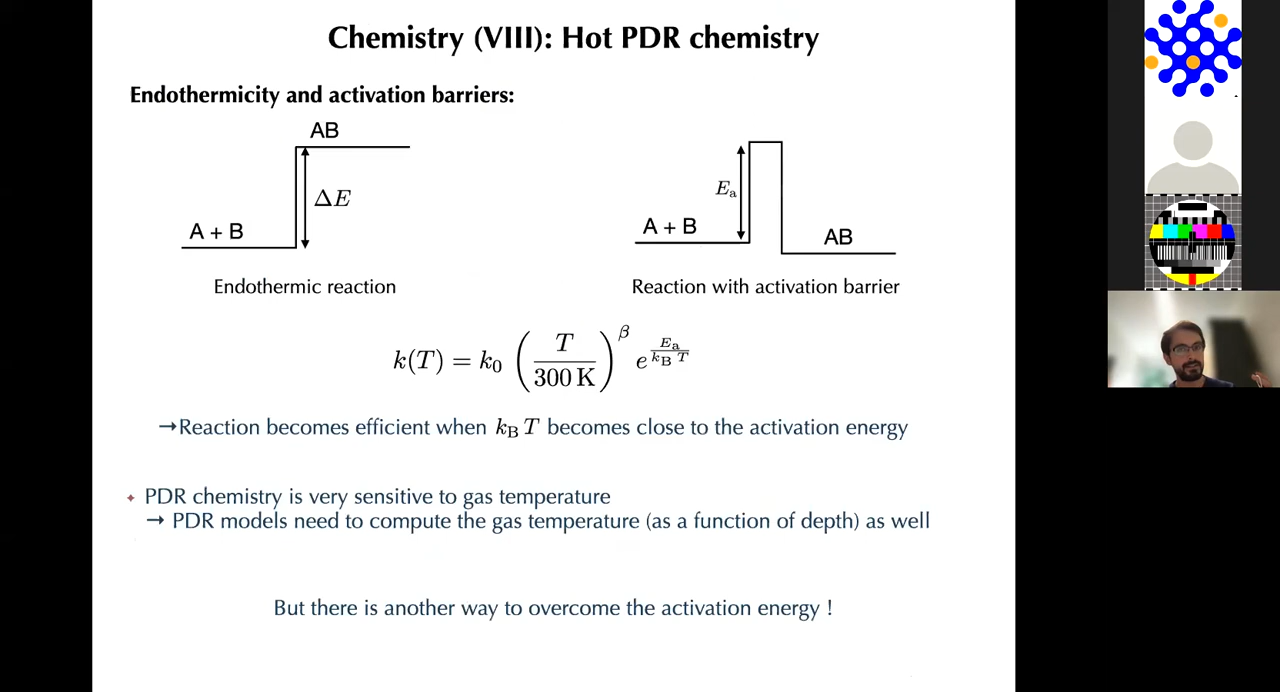 Chemistry (VIII): Hot PDR chemistry
Endothermicity and activation barriers:
AB
ΔE
A + B
Endothermic reaction
Eₐ
A + B
AB
Reaction with activation barrier
k(T) = k₀ (T / 300 K)^β e^(Eₐ / k_B T)
→Reaction becomes efficient when k_B T becomes close to the activation energy
✦ PDR chemistry is very sensitive to gas temperature
→ PDR models need to compute the gas temperature (as a function of depth) as well
But there is another way to overcome the activation energy !